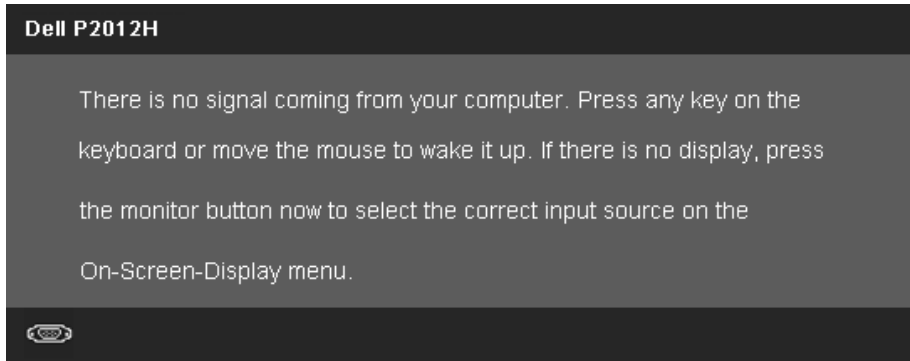 Dell P2012H
There is no signal coming from your computer. Press any key on the
keyboard or move the mouse to wake it up. If there is no display, press
the monitor button now to select the correct input source on the
On-Screen-Display menu.